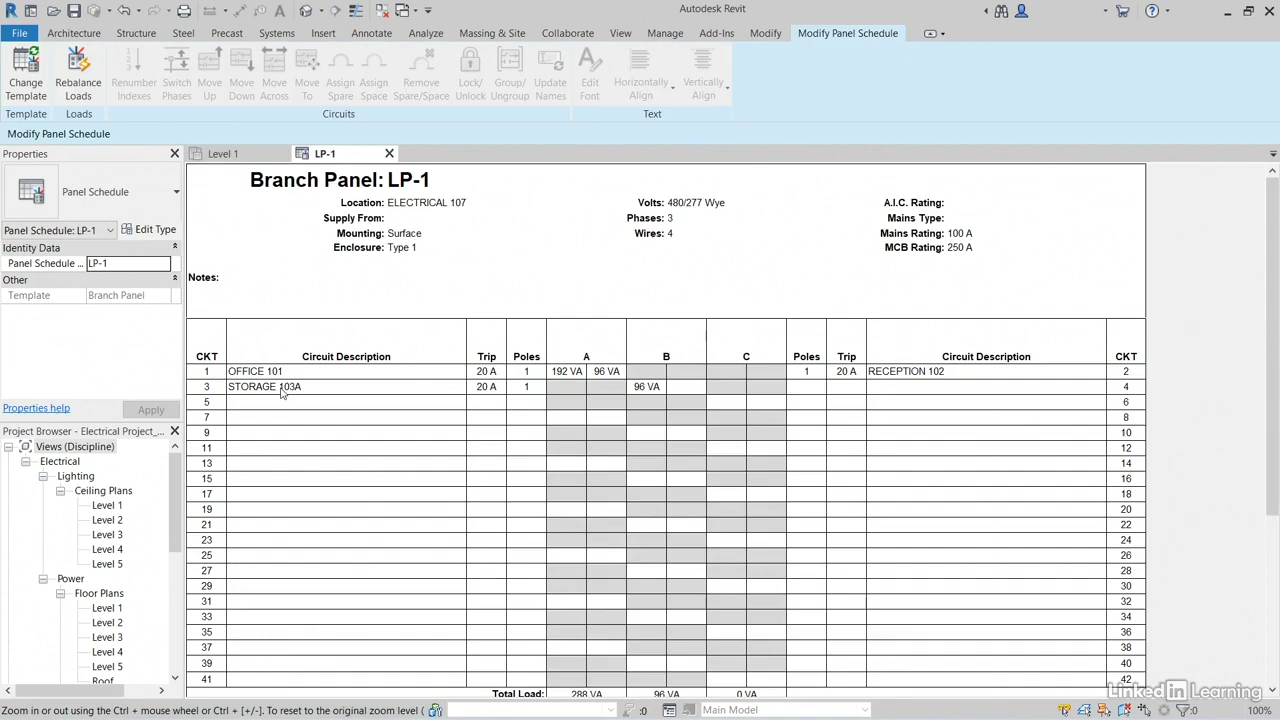 Autodesk Revit
File Architecture Structure Steel Precast Systems Insert Annotate Analyze Massing & Site Collaborate View Manage Add-Ins Modify Modify Panel Schedule
Change Template
Rebalance Loads
Renumber Indexes
Switch Phases
Move Up
Move Down
Move Across
Move To
Assign Spare
Assign Space
Remove Spare/Space
Lock/ Unlock
Group/ Ungroup
Update Names
Edit Font
Horizontally Align
Vertically Align
Template Loads Circuits Text
Modify Panel Schedule
Properties
Level 1
LP-1
Panel Schedule
Panel Schedule: LP-1 Edit Type
Identity Data
Panel Schedule ... LP-1
Other
Template Branch Panel
Properties help Apply
Project Browser - Electrical Project_...
Views (Discipline)
Electrical
Lighting
Ceiling Plans
Level 1
Level 2
Level 3
Level 4
Level 5
Power
Floor Plans
Level 1
Level 2
Level 3
Level 4
Level 5
Roof
Branch Panel: LP-1
Location: ELECTRICAL 107 Volts: 480/277 Wye A.I.C. Rating:
Supply From: Phases: 3 Mains Type:
Mounting: Surface Wires: 4 Mains Rating: 100 A
Enclosure: Type 1 MCB Rating: 250 A
Notes:
CKT Circuit Description Trip Poles A B C Poles Trip Circuit Description CKT
1 OFFICE 101 20 A 1 192 VA 96 VA 1 20 A RECEPTION 102 2
3 STORAGE 103A 20 A 1 96 VA 4
5 6
7 8
9 10
11 12
13 14
15 16
17 18
19 20
21 22
23 24
25 26
27 28
29 30
31 32
33 34
35 36
37 38
39 40
41 42
Total Load: 288 VA 96 VA 0 VA
Linked in Learning
Zoom in or out using the Ctrl + mouse wheel or Ctrl + [+/-]. To reset to the original zoom level ( :0 Main Model :0 100%